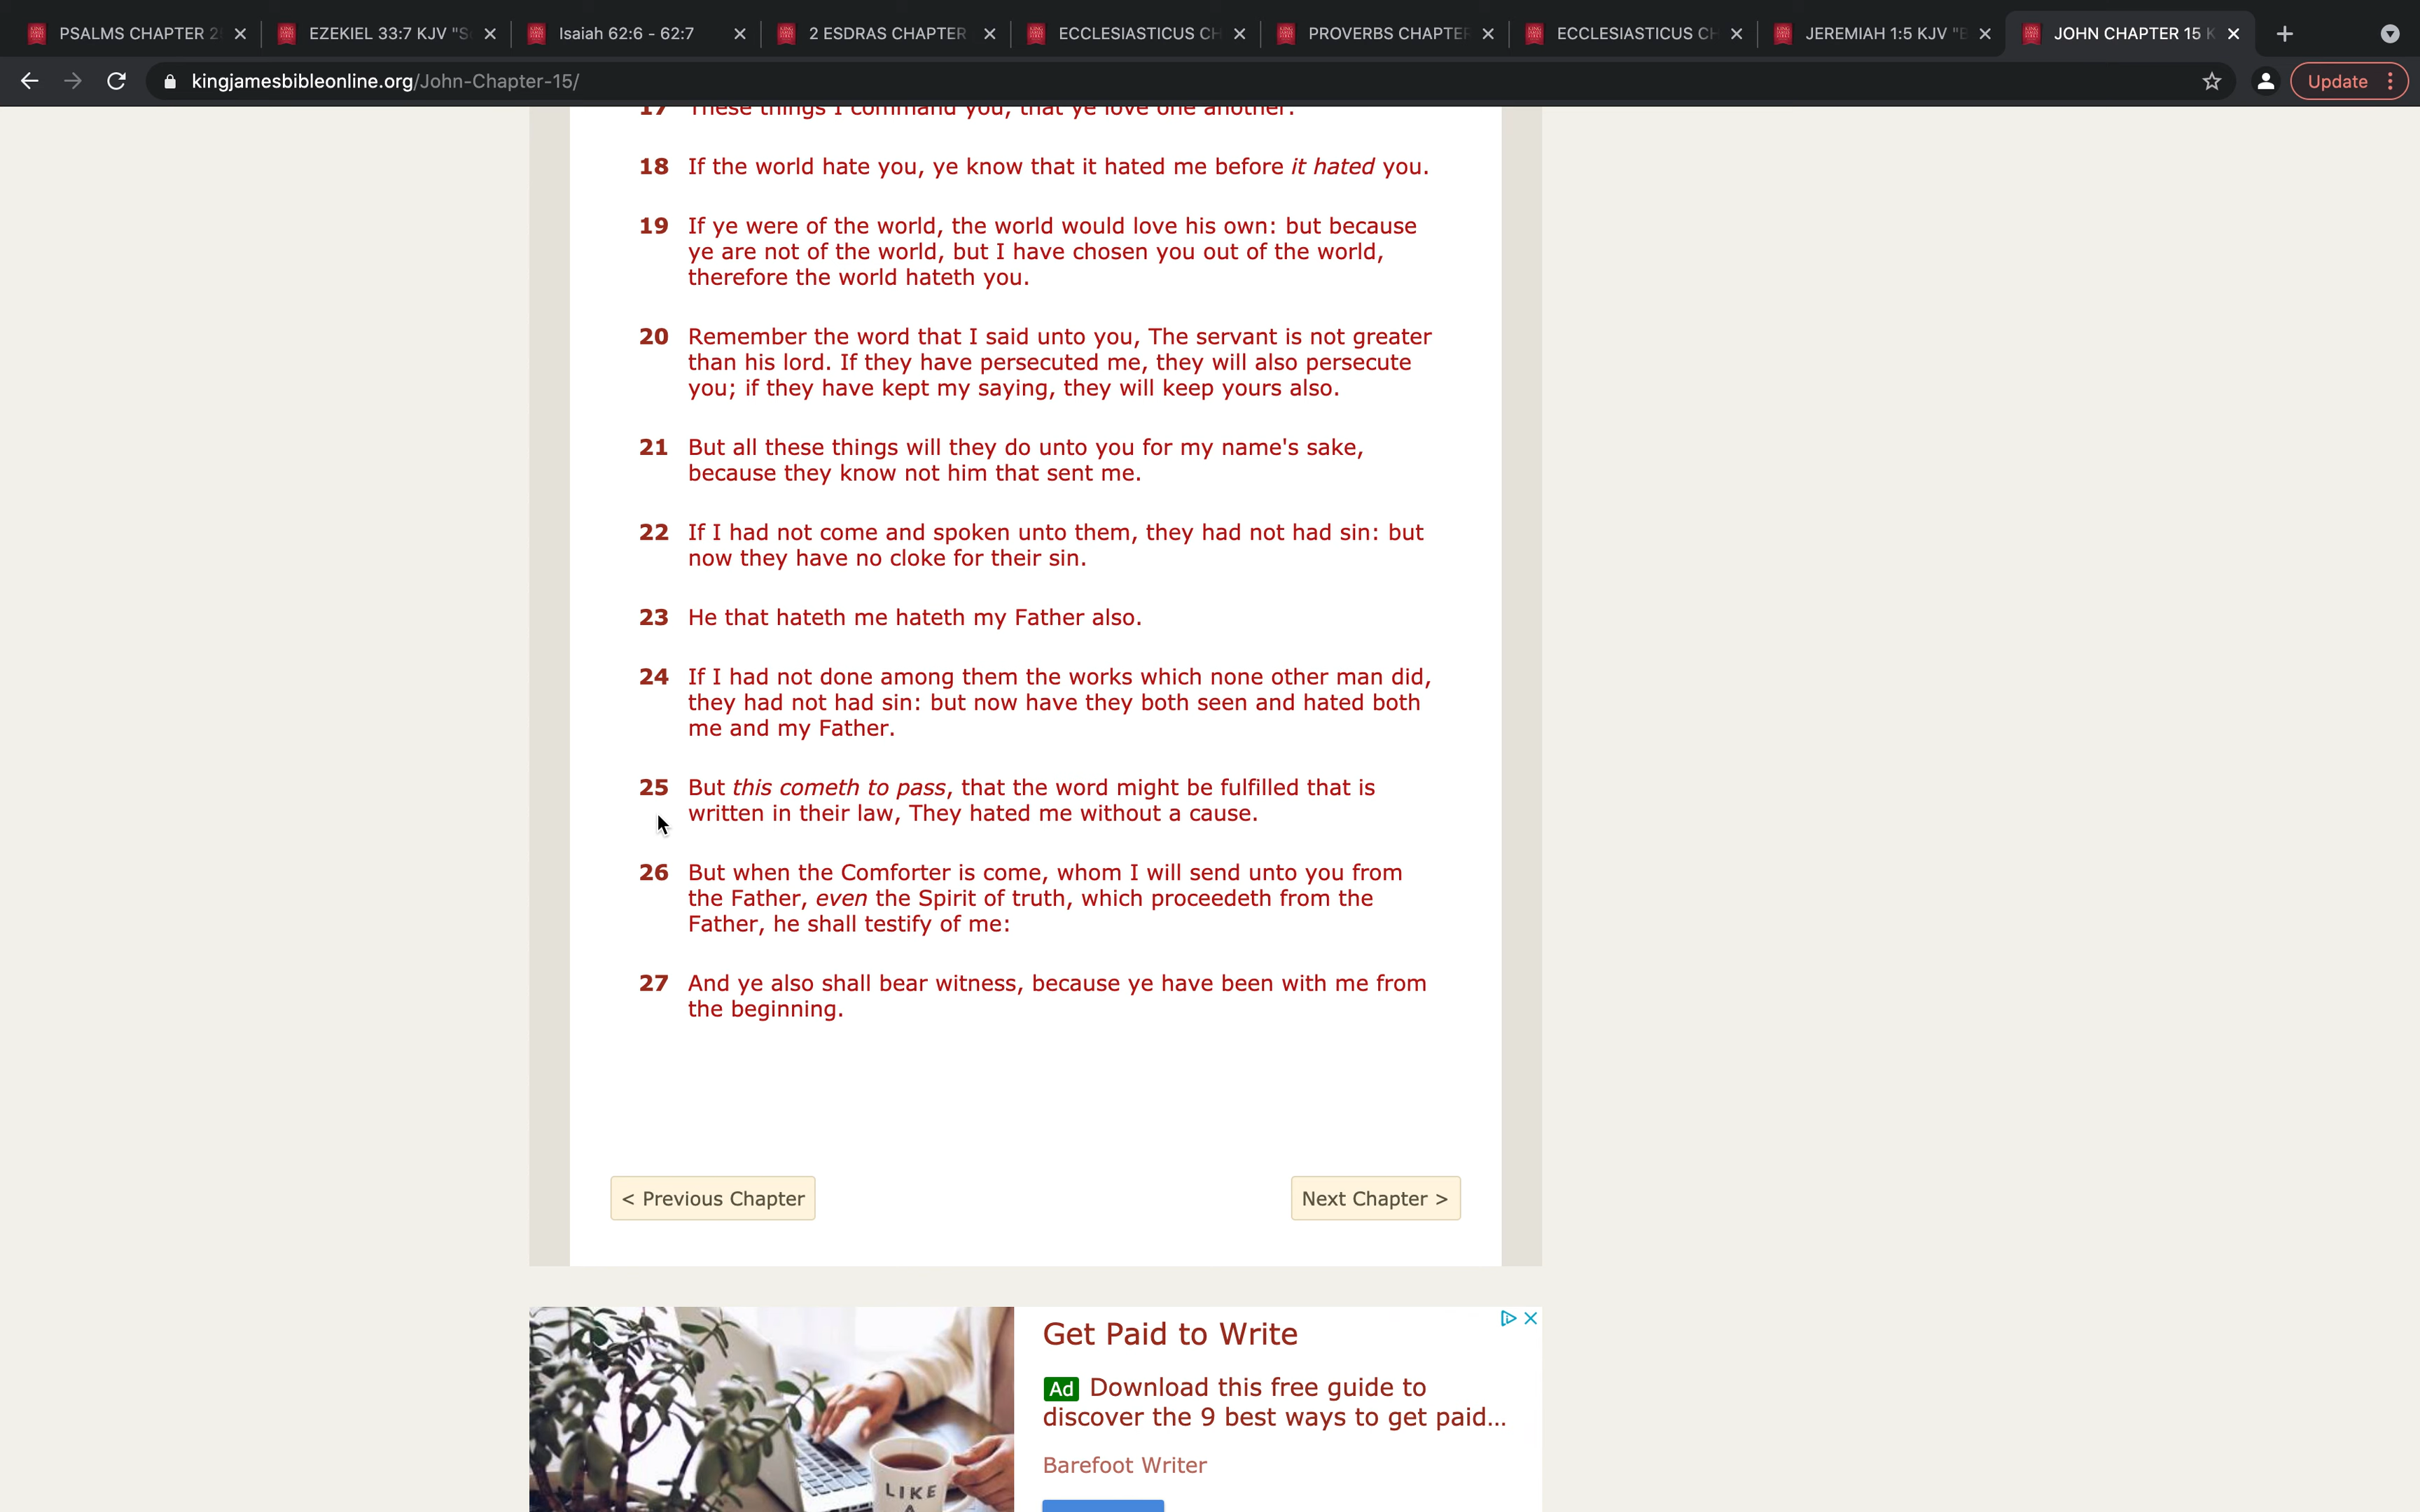 PSALMS CHAPTER 2
EZEKIEL 33:7 KJV "S
Isaiah 62:6 - 62:7
2 ESDRAS CHAPTER
ECCLESIASTICUS CH
PROVERBS CHAPTER
ECCLESIASTICUS CH
JEREMIAH 1:5 KJV "B
JOHN CHAPTER 15 K
kingjamesbibleonline.org/John-Chapter-15/
Update
17 These things I command you, that ye love one another.
18 If the world hate you, ye know that it hated me before it hated you.
19 If ye were of the world, the world would love his own: but because
ye are not of the world, but I have chosen you out of the world,
therefore the world hateth you.
20 Remember the word that I said unto you, The servant is not greater
than his lord. If they have persecuted me, they will also persecute
you; if they have kept my saying, they will keep yours also.
21 But all these things will they do unto you for my name's sake,
because they know not him that sent me.
22 If I had not come and spoken unto them, they had not had sin: but
now they have no cloke for their sin.
23 He that hateth me hateth my Father also.
24 If I had not done among them the works which none other man did,
they had not had sin: but now have they both seen and hated both
me and my Father.
25 But this cometh to pass, that the word might be fulfilled that is
written in their law, They hated me without a cause.
26 But when the Comforter is come, whom I will send unto you from
the Father, even the Spirit of truth, which proceedeth from the
Father, he shall testify of me:
27 And ye also shall bear witness, because ye have been with me from
the beginning.
< Previous Chapter
Next Chapter >
Get Paid to Write
Ad Download this free guide to
discover the 9 best ways to get paid...
Barefoot Writer
LIKE
A